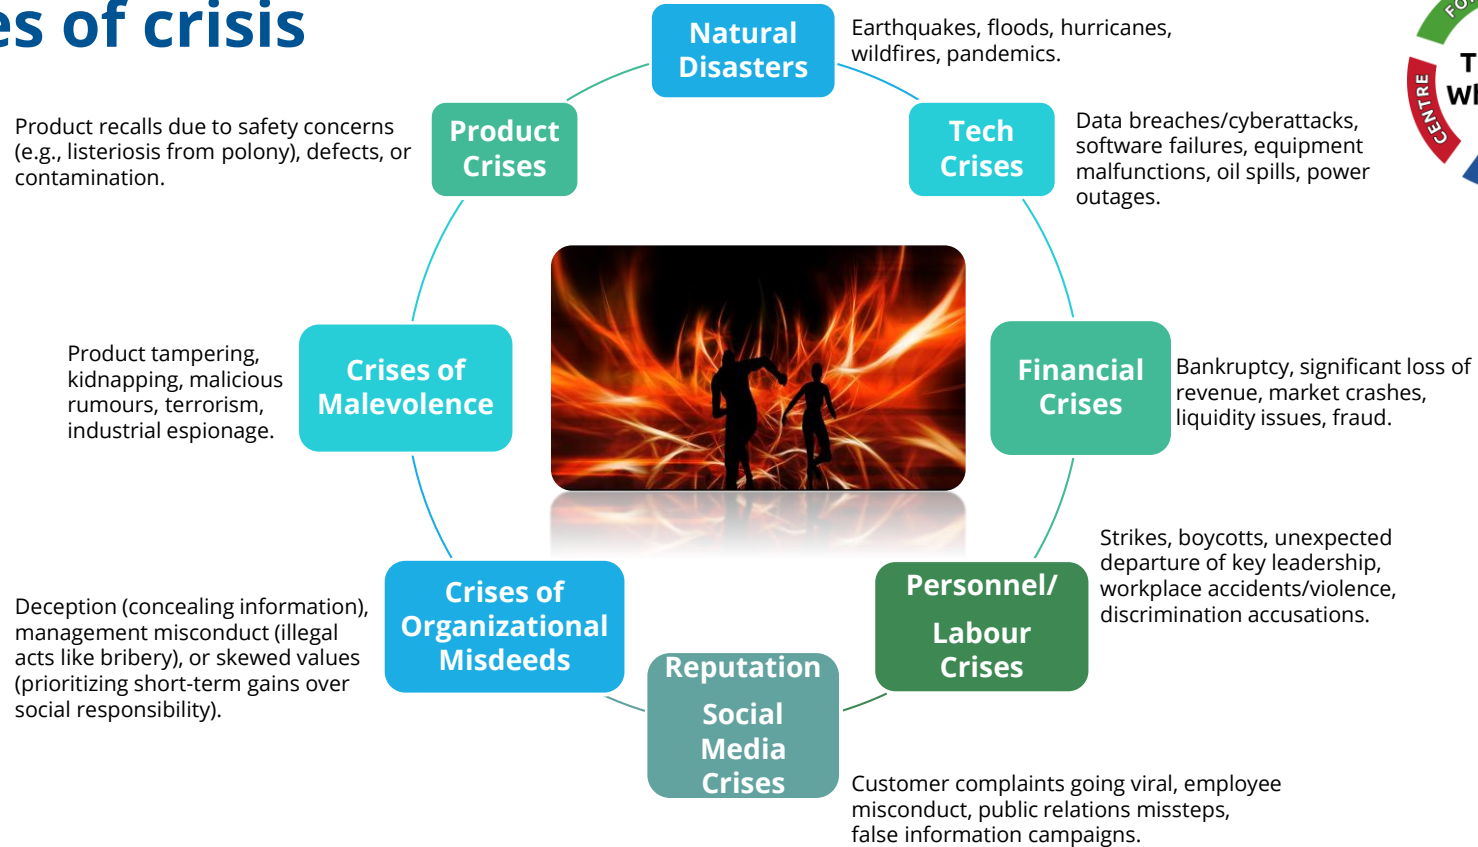 es of crisis
Natural
Disasters
Earthquakes, floods, hurricanes,
wildfires, pandemics.
Tech
Crises
Data breaches/cyberattacks,
software failures, equipment
malfunctions, oil spills, power
outages.
Financial
Crises
Bankruptcy, significant loss of
revenue, market crashes,
liquidity issues, fraud.
Personnel/
Labour
Crises
Strikes, boycotts, unexpected
departure of key leadership,
workplace accidents/violence,
discrimination accusations.
Reputation
Social
Media
Crises
Customer complaints going viral, employee
misconduct, public relations missteps,
false information campaigns.
Crises of
Organizational
Misdeeds
Deception (concealing information),
management misconduct (illegal
acts like bribery), or skewed values
(prioritizing short-term gains over
social responsibility).
Crises of
Malevolence
Product tampering,
kidnapping, malicious
rumours, terrorism,
industrial espionage.
Product
Crises
Product recalls due to safety concerns
(e.g., listeriosis from polony), defects, or
contamination.
CENTRE